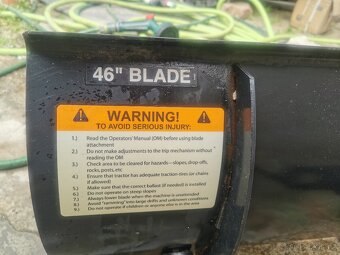 46" BLADE
WARNING!
TO AVOID SERIOUS INJURY:
1.) Read the Operators' Manual (OM) before using blade
attachment
2.) Do not make adjustments to the trip mechanism without
reading the OM
3.) Check area to be cleared for hazards— slopes, drop-offs,
rocks, posts, etc
4.) Ensure that tractor has adequate traction-tires (or chains
if allowed)
5.) Make sure that the correct ballast (if needed) is installed
6.) Do not operate on steep slopes
7.) Always lower blade when the machine is unattended
8.) Avoid "ramming" into large drifts and unknown conditions
9.) Do not operate if children or anyone else is in the area